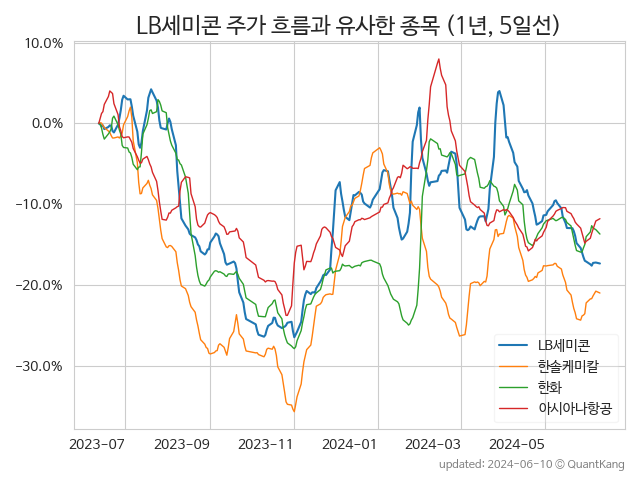 LB세미콘 주가 흐름과 유사한 종목 (1년, 5일선)
10.0%
0.0%
−10.0%
−20.0%
−30.0%
LB세미콘
한솔케미칼
한화
아시아나항공
2023-07 2023-09 2023-11 2024-01 2024-03 2024-05
updated: 2024-06-10 © QuantKang